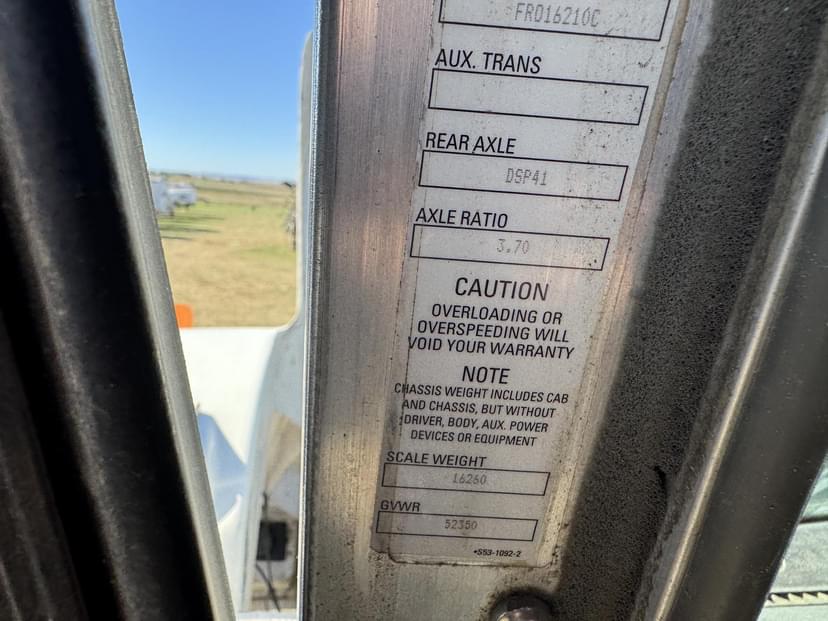 FRO16210C
AUX. TRANS
REAR AXLE
DSP41
AXLE RATIO
3.70
CAUTION
OVERLOADING OR
OVERSPEEDING WILL
VOID YOUR WARRANTY
NOTE
CHASSIS WEIGHT INCLUDES CAB
AND CHASSIS, BUT WITHOUT
DRIVER, BODY, AUX. POWER
DEVICES OR EQUIPMENT
SCALE WEIGHT
16260
GVWR
52350
•S53-1092-2